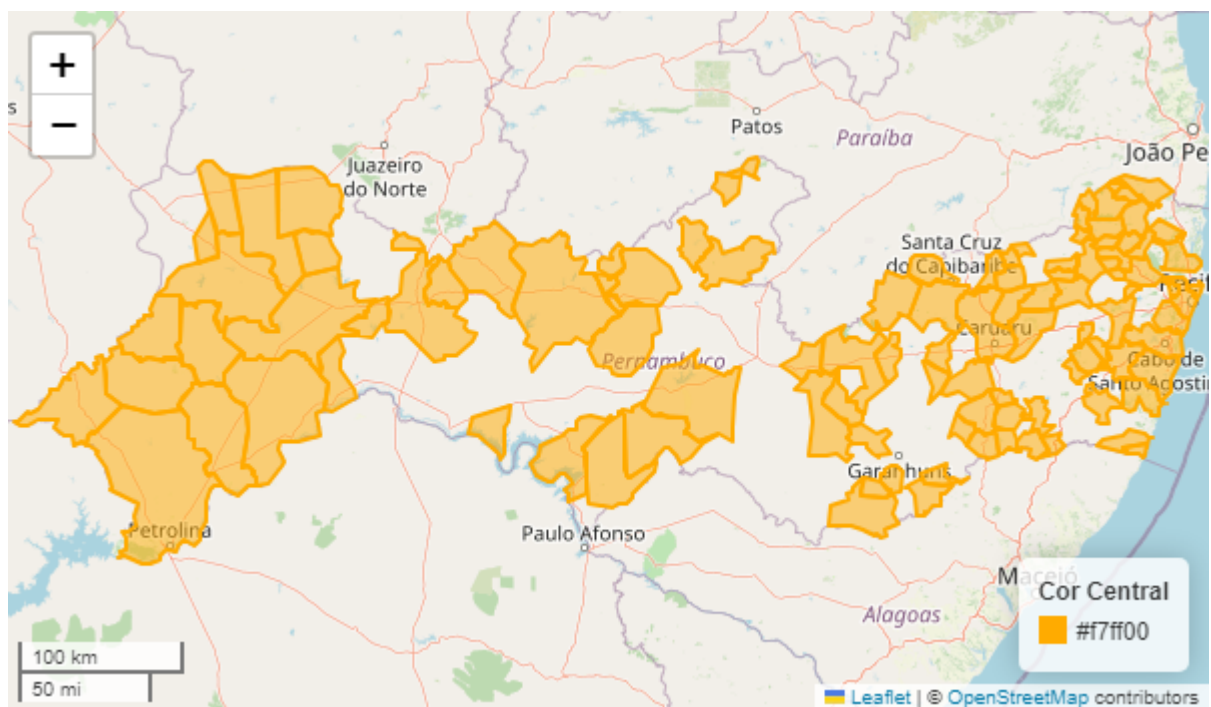 +
−
s
Patos
Paraíba
João Pe
Juazeiro
do Norte
Santa Cruz
do Capibaribe
Recif
Caruaru
Pernambuco
Cabo de
Santo Agostin
Garanhuns
Petrolina
Paulo Afonso
Maceió
Alagoas
Cor Central
#f7ff00
100 km
50 mi
Leaflet | © OpenStreetMap contributors